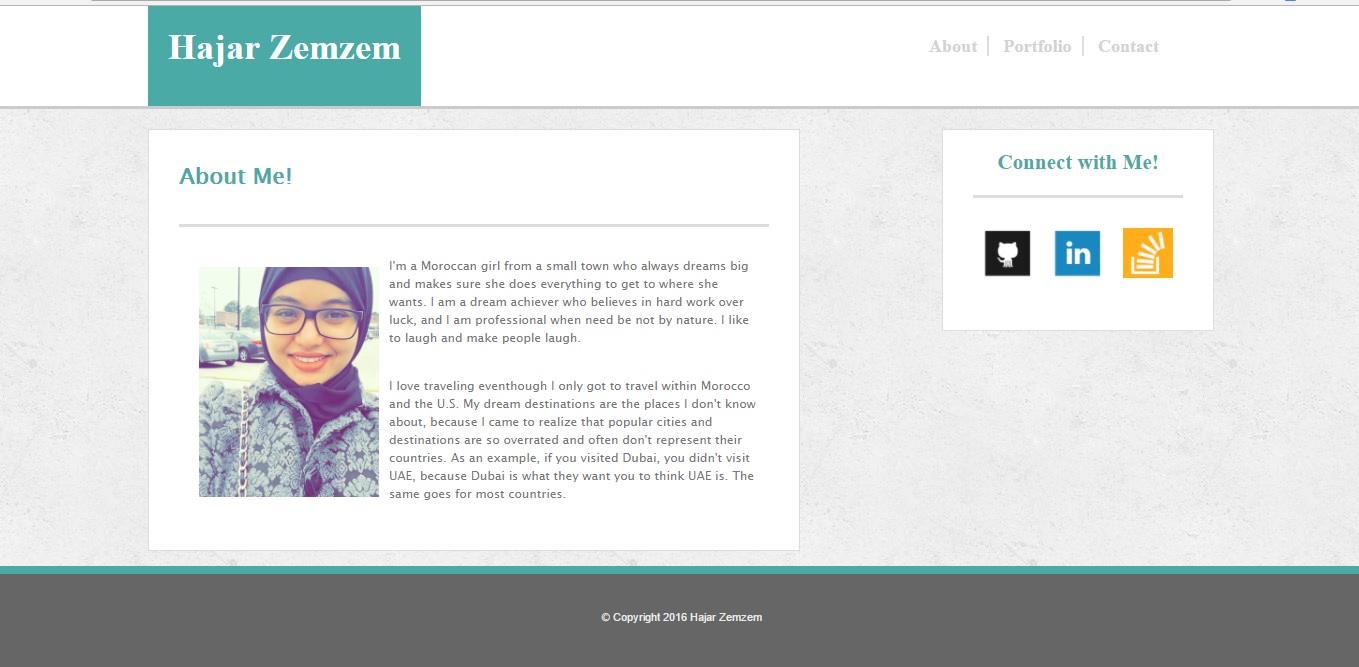 Hajar Zemzem
About
Portfolio
Contact
About Me!
I'm a Moroccan girl from a small town who always dreams big
and makes sure she does everything to get to where she
wants. I am a dream achiever who believes in hard work over
luck, and I am professional when need be not by nature. I like
to laugh and make people laugh.
I love traveling eventhough I only got to travel within Morocco
and the U.S. My dream destinations are the places I don't know
about, because I came to realize that popular cities and
destinations are so overrated and often don't represent their
countries. As an example, if you visited Dubai, you didn't visit
UAE, because Dubai is what they want you to think UAE is. The
same goes for most countries.
Connect with Me!
in
© Copyright 2016 Hajar Zemzem